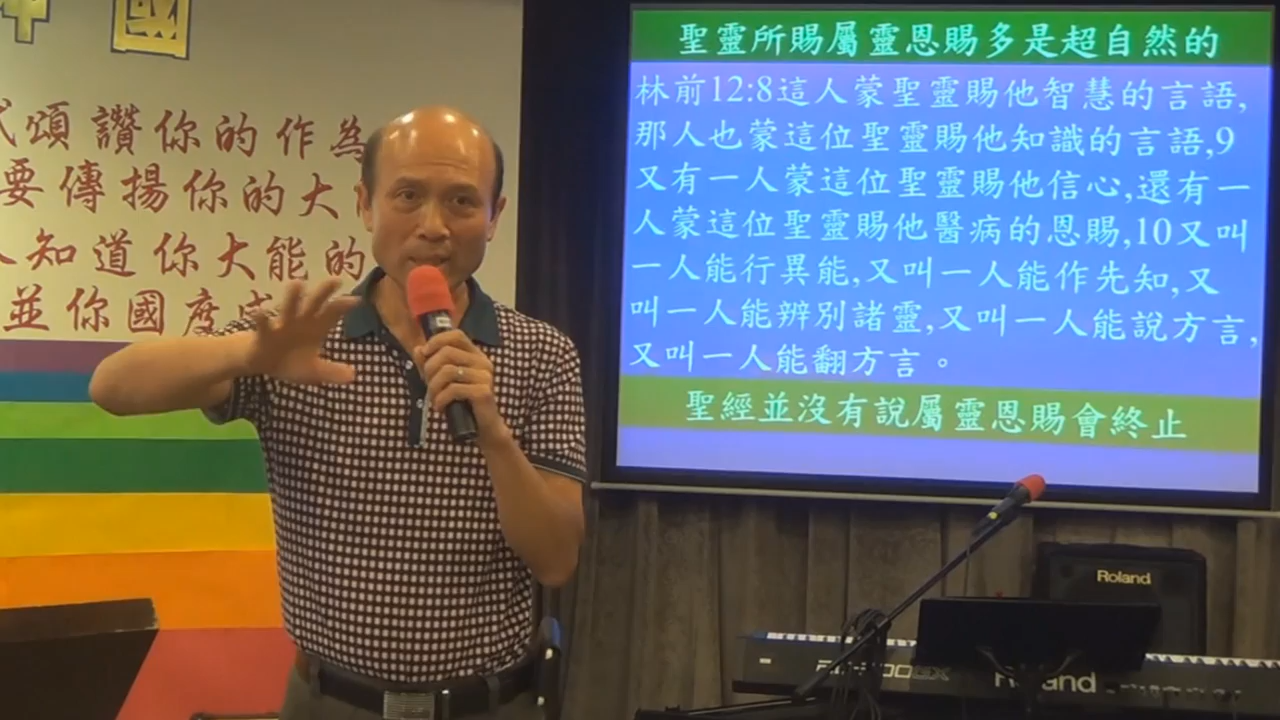 國
頌讚你的作為
要傳揚你的大
知道你大能的
並你國度
聖靈所賜屬靈恩賜多是超自然的
林前12:8這人蒙聖靈賜他智慧的言語,
那人也蒙這位聖靈賜他知識的言語,9
又有一人蒙這位聖靈賜他信心,還有一
人蒙這位聖靈賜他醫病的恩賜,10又叫
一人能行異能,又叫一人能作先知,又
叫一人能辨別諸靈,又叫一人能說方言,
又叫一人能翻方言。
聖經並沒有說屬靈恩賜會終止
Roland
Roland